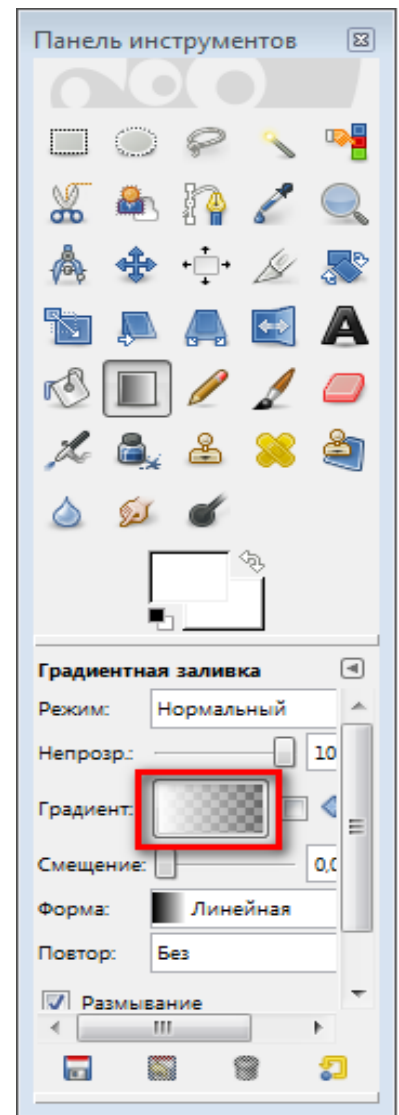 Панель инструментов
Градиентная заливка
Режим: Нормальный
Непрозр.: 10
Градиент:
Смещение: 0,0
Форма: Линейная
Повтор: Без
Размывание